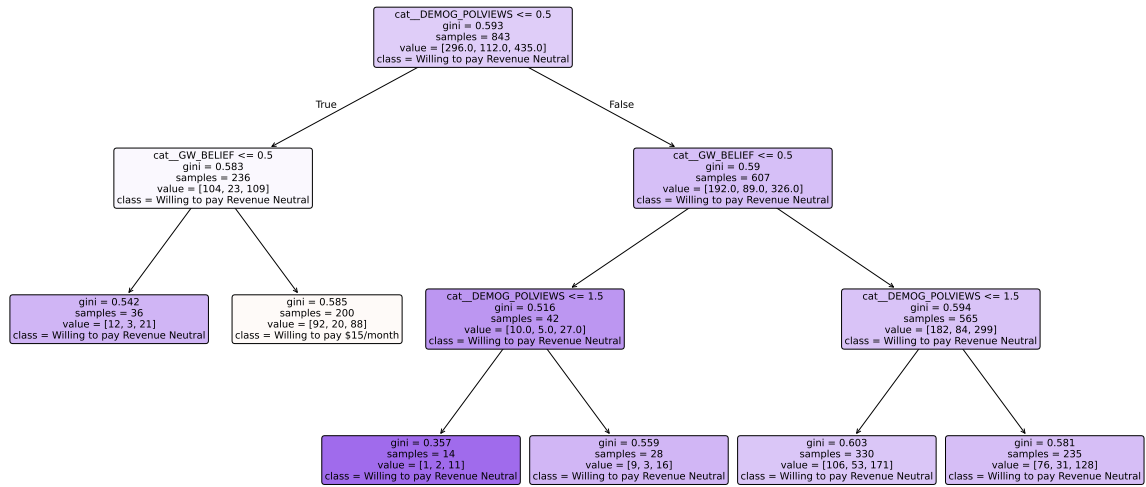 cat__DEMOG_POLVIEWS <= 0.5
gini = 0.593
samples = 843
value = [296.0, 112.0, 435.0]
class = Willing to pay Revenue Neutral
True
False
cat__GW_BELIEF <= 0.5
gini = 0.583
samples = 236
value = [104, 23, 109]
class = Willing to pay Revenue Neutral
cat__GW_BELIEF <= 0.5
gini = 0.59
samples = 607
value = [192.0, 89.0, 326.0]
class = Willing to pay Revenue Neutral
gini = 0.542
samples = 36
value = [12, 3, 21]
class = Willing to pay Revenue Neutral
gini = 0.585
samples = 200
value = [92, 20, 88]
class = Willing to pay $15/month
cat__DEMOG_POLVIEWS <= 1.5
gini = 0.516
samples = 42
value = [10.0, 5.0, 27.0]
class = Willing to pay Revenue Neutral
cat__DEMOG_POLVIEWS <= 1.5
gini = 0.594
samples = 565
value = [182, 84, 299]
class = Willing to pay Revenue Neutral
gini = 0.357
samples = 14
value = [1, 2, 11]
class = Willing to pay Revenue Neutral
gini = 0.559
samples = 28
value = [9, 3, 16]
class = Willing to pay Revenue Neutral
gini = 0.603
samples = 330
value = [106, 53, 171]
class = Willing to pay Revenue Neutral
gini = 0.581
samples = 235
value = [76, 31, 128]
class = Willing to pay Revenue Neutral